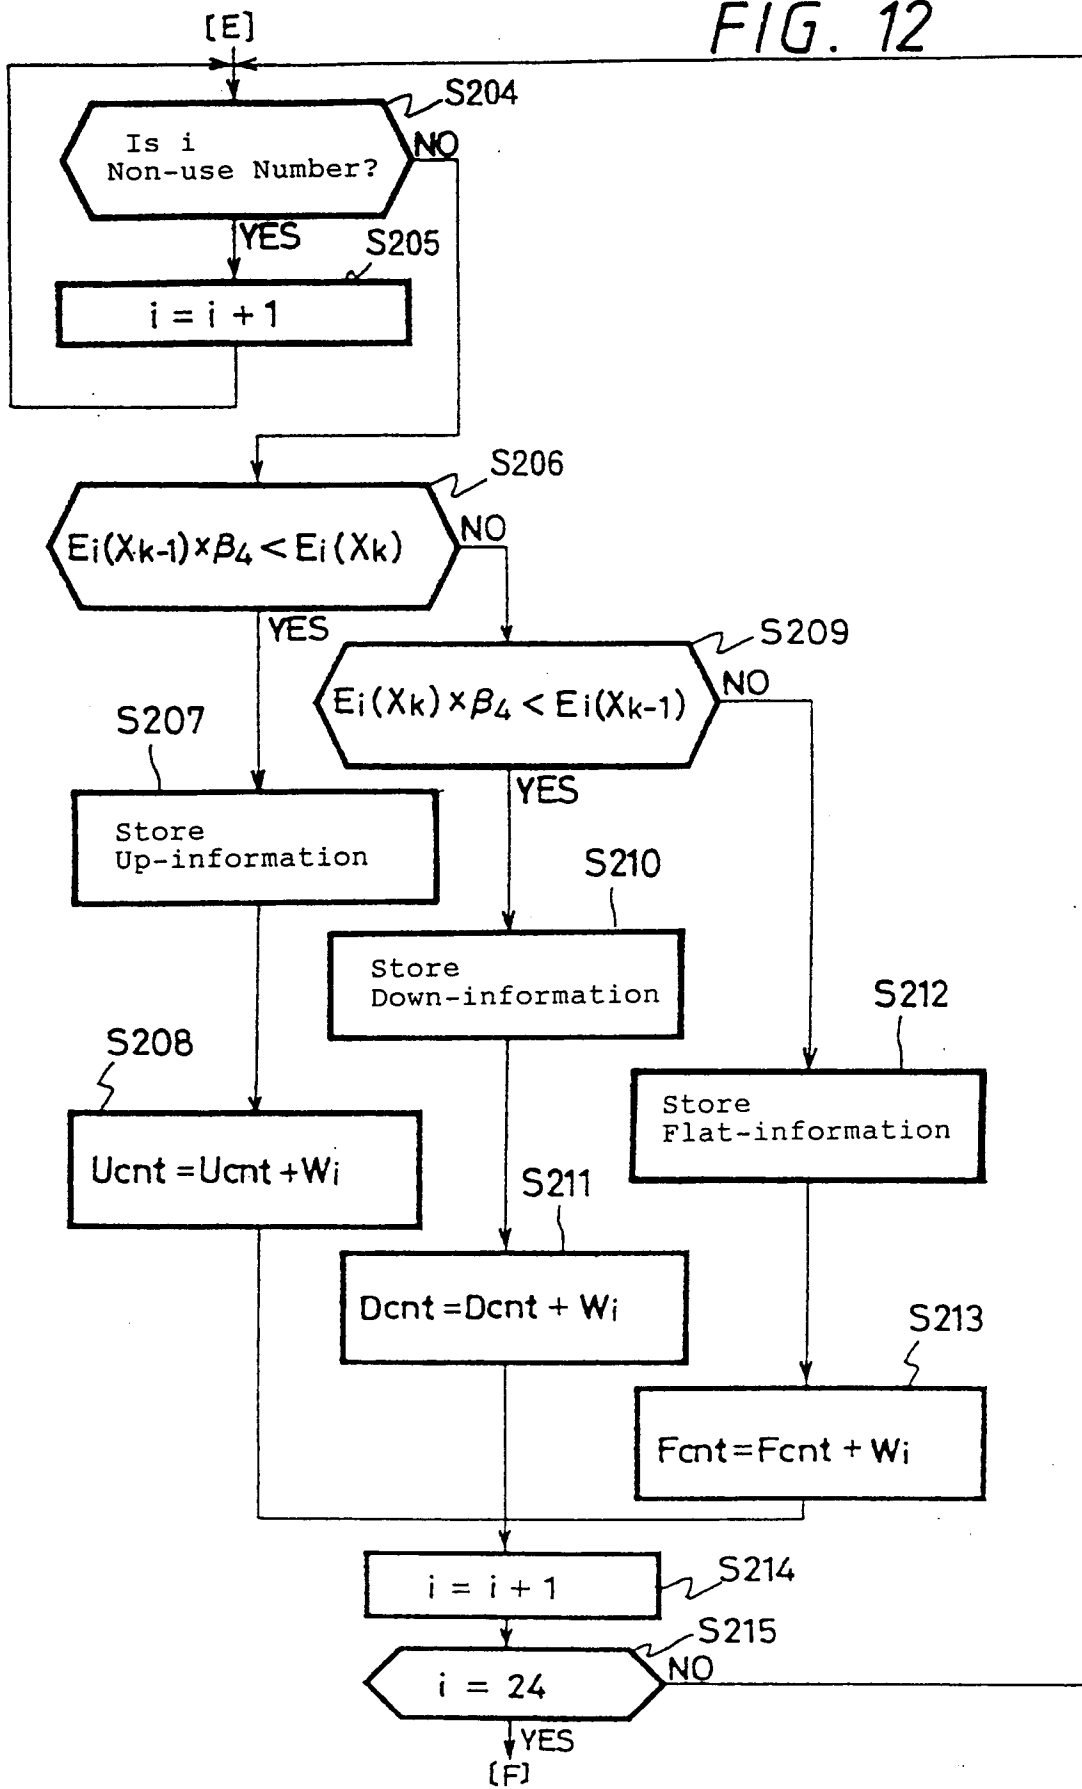 FIG. 12
[E]
S204
Is i
Non-use Number?
NO
YES
S205
i = i + 1
S206
Ei(Xk-1)×β4 < Ei(Xk)
NO
YES
S209
Ei(Xk)×β4 < Ei(Xk-1)
NO
YES
S207
Store
Up-information
S210
Store
Down-information
S212
Store
Flat-information
S208
Ucnt = Ucnt + Wi
S211
Dcnt = Dcnt + Wi
S213
Fcnt = Fcnt + Wi
S214
i = i + 1
S215
i = 24
NO
YES
[F]